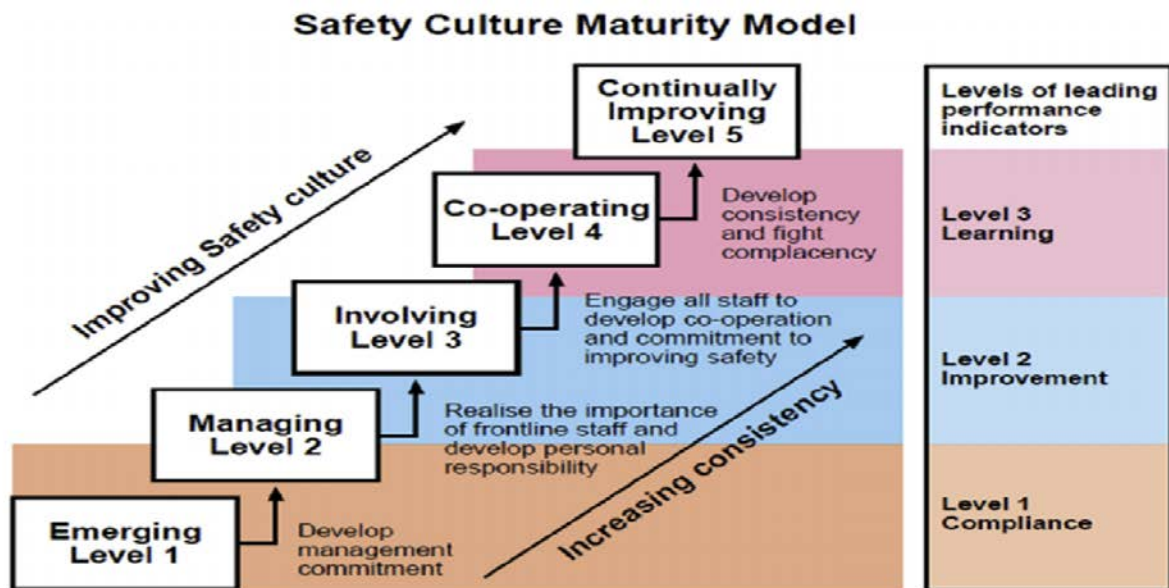 Safety Culture Maturity Model
Continually
Improving
Level 5
Levels of leading
performance
indicators
Improving Safety culture
Co-operating
Level 4
Develop
consistency
and fight
complacency
Level 3
Learning
Involving
Level 3
Engage all staff to
develop co-operation
and commitment to
improving safety
Level 2
Improvement
Managing
Level 2
Realise the importance
of frontline staff and
develop personal
responsibility
Increasing consistency
Emerging
Level 1
Develop
management
commitment
Level 1
Compliance